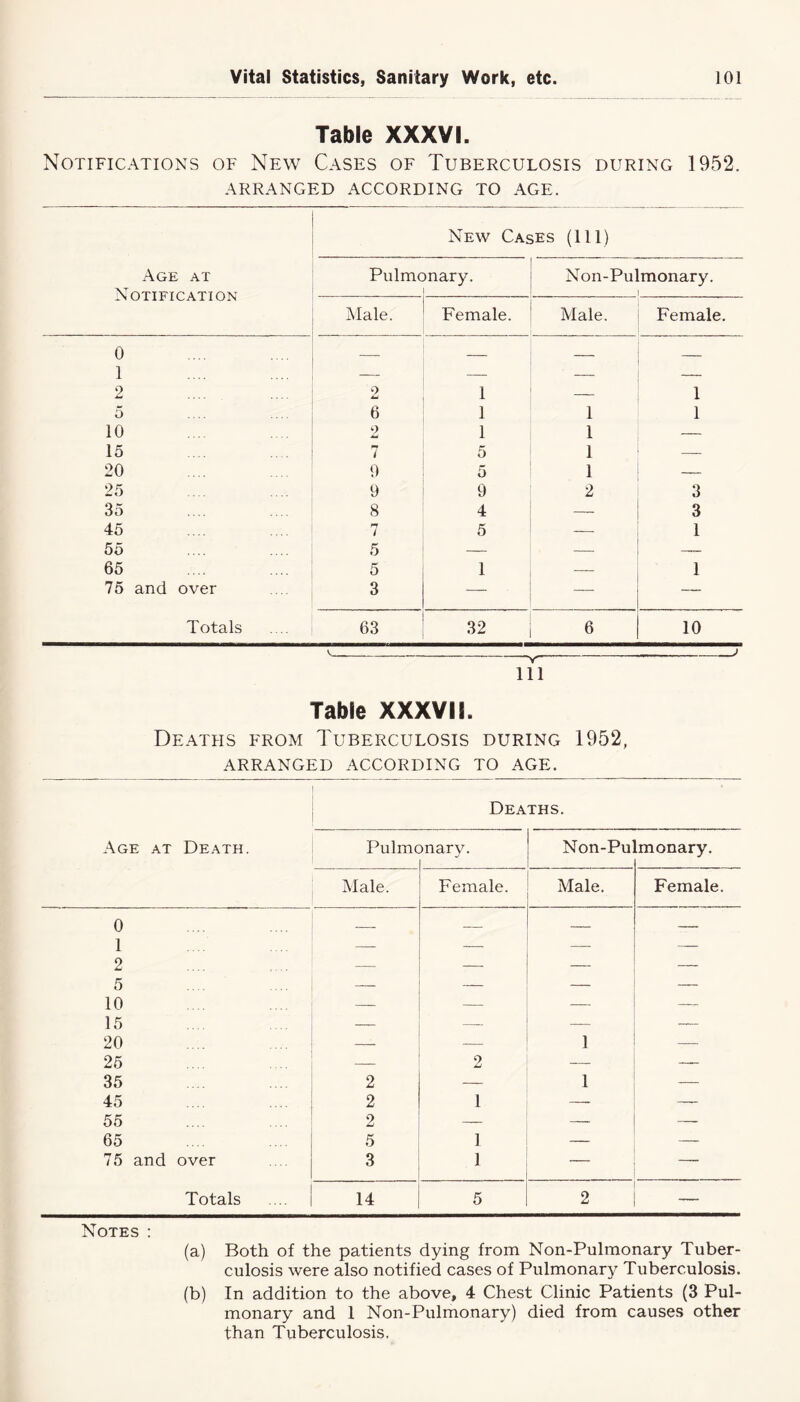 Vital Statistics, Sanitary Work, etc. 101
Table XXXVI.
Notifications of New Cases of Tuberculosis during 1952.
ARRANGED ACCORDING TO AGE.
Age at Notification
New Cases (111)
Pulmonary. Non-Pulmonary.
Male. Female. Male. Female.
0 .... .... — — — —
1 .... .... — — — —
2 .... .... 2 1 — 1
5 .... .... 6 1 1 1
10 .... .... 2 1 1 —
15 .... .... 7 5 1 —
20 .... .... 9 5 1 —
25 .... .... 9 9 2 3
35 .... .... 8 4 — 3
45 .... .... 7 5 — 1
55 .... .... 5 — — —
65 .... .... 5 1 — 1
75 and over .... 3 — — —
Totals .... 63 32 6 10
111
Table XXXVII.
Deaths from Tuberculosis during 1952,
ARRANGED ACCORDING TO AGE.
Deaths.
Age at Death. Pulmonary. Non-Pulmonary.
Male. Female. Male. Female.
0 .... .... — — — —
1 .... .... — — — —
2 .... .... — — — —
5 .... .... — — — —
10 .... .... — — — —
15 .... .... — — — —
20 .... .... — — 1 —
25 .... .... — 2 — —
35 .... .... 2 — 1 —
45 .... .... 2 1 — —
55 .... .... 2 — — —
65 .... .... 5 1 — —
75 and over .... 3 1 — —
Totals .... 14 5 2 —
Notes :
(a) Both of the patients dying from Non-Pulmonary Tuber-
culosis were also notified cases of Pulmonary Tuberculosis.
(b) In addition to the above, 4 Chest Clinic Patients (3 Pul-
monary and 1 Non-Pulmonary) died from causes other
than Tuberculosis.